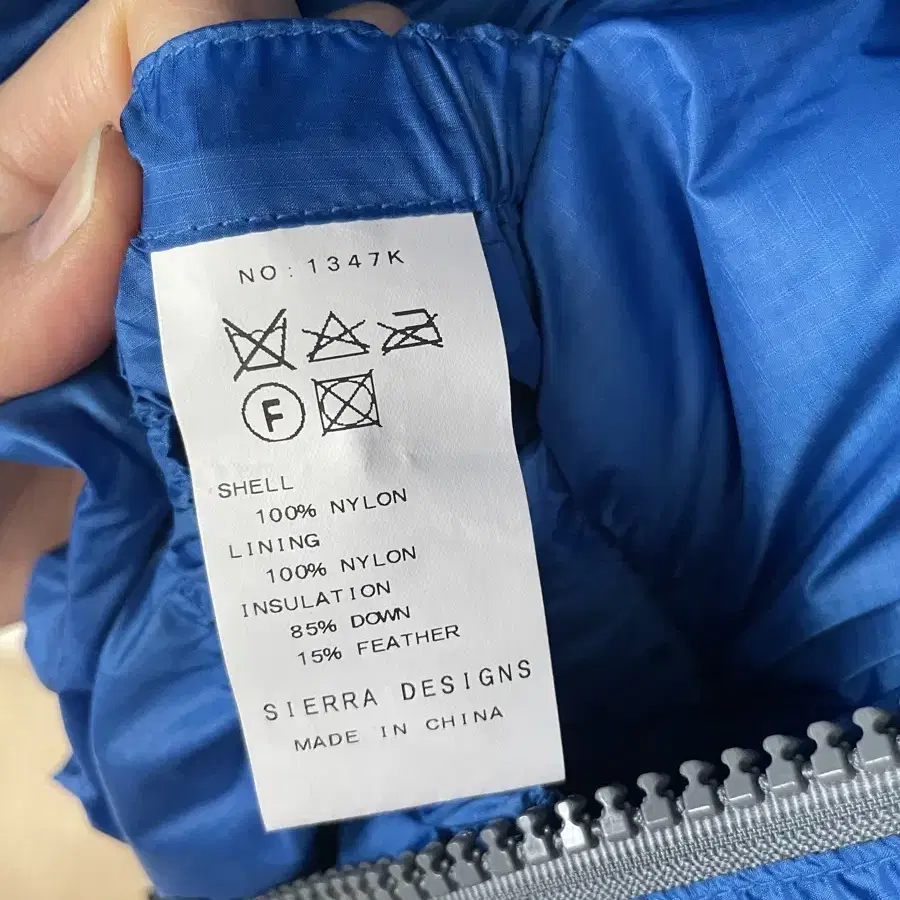 NO: 1347K
F
SHELL
100% NYLON
LINING
100% NYLON
INSULATION
85% DOWN
15% FEATHER
SIERRA DESIGNS
MADE IN CHINA